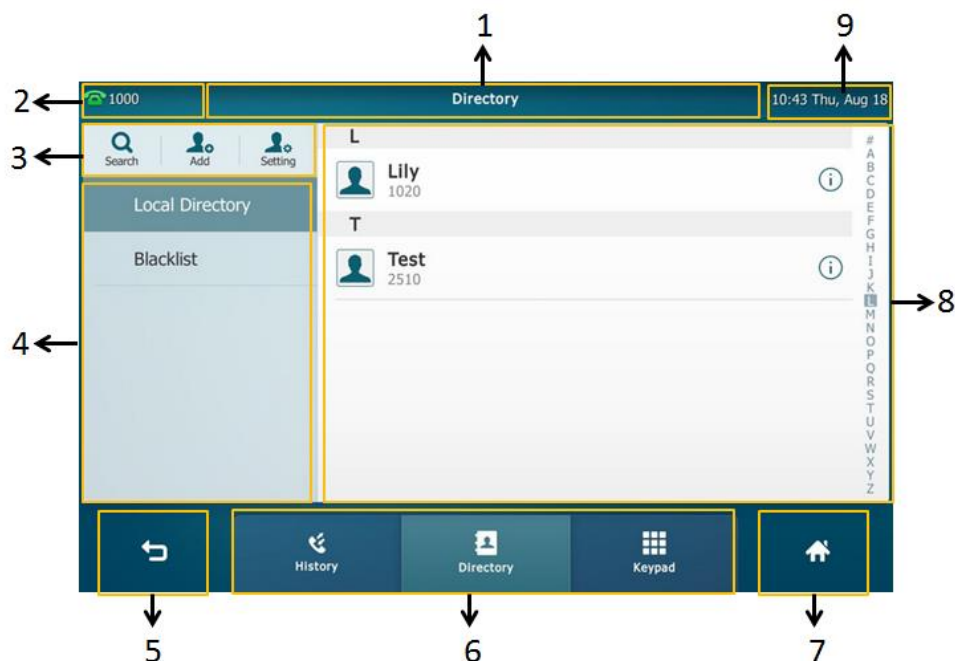 1
9
2
1000
Directory
10:43 Thu, Aug 18
3
Search
Add
Setting
4
Local Directory
Blacklist
L
Lily
1020
T
Test
2510
#
A
B
C
D
E
F
G
H
I
J
K
L
M
N
O
P
Q
R
S
T
U
V
W
X
Y
Z
8
History
Directory
Keypad
5
6
7